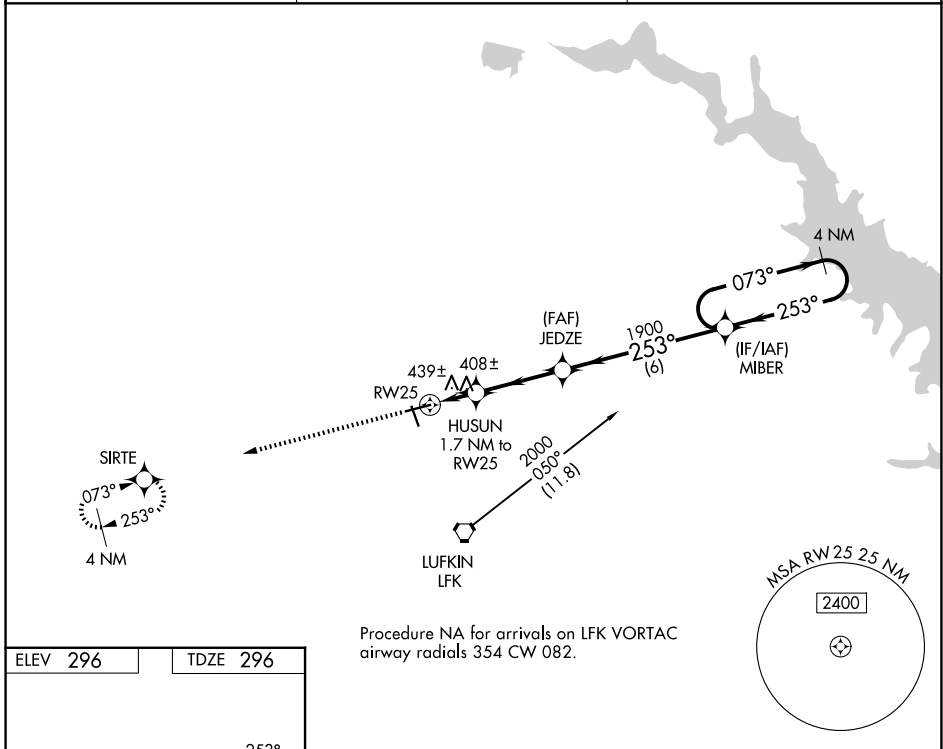 4 NM
073°
253°
(FAF)
JEDZE
1900
253°
(6)
(IF/IAF)
MIBER
439± 408±
RW25
HUSUN
1.7 NM to
RW25
SIRTE
073°
253°
4 NM
2000
050°
(11.8)
LUFKIN
LFK
MSA RW25 25 NM
2400
Procedure NA for arrivals on LFK VORTAC
airway radials 354 CW 082.
ELEV 296 TDZE 296
253°